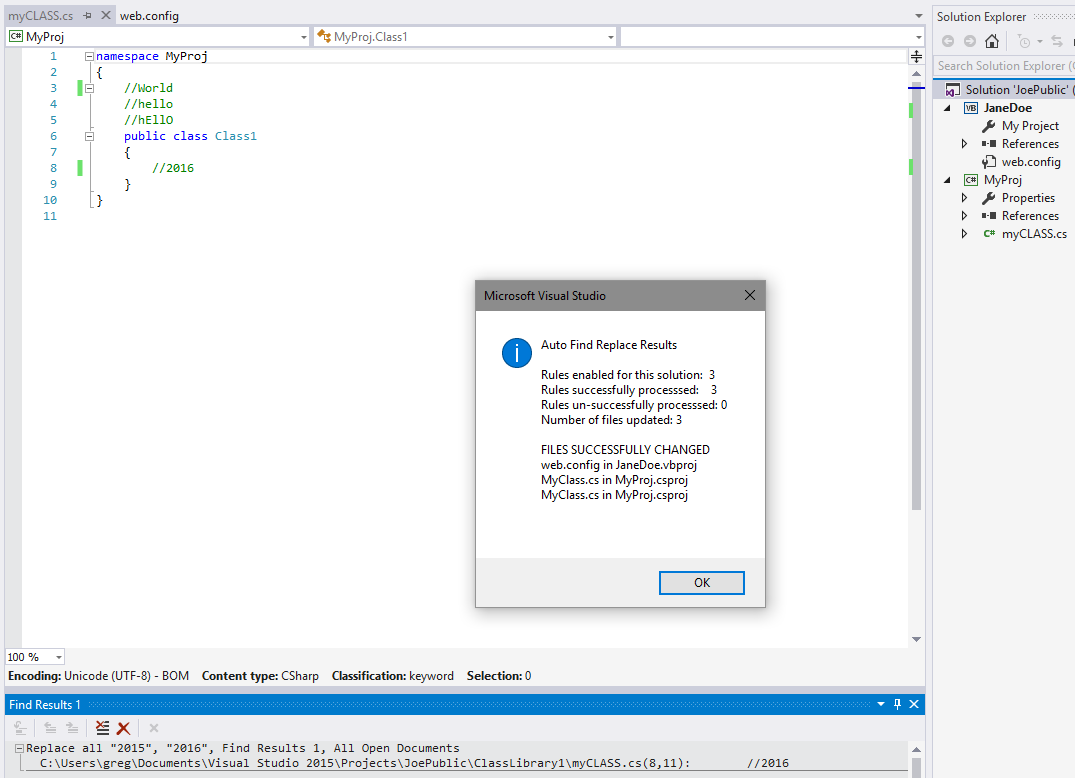 myCLASS.cs web.config
MyProj MyProj.Class1
1 namespace MyProj
2 {
3 //World
4 //hello
5 //hEllO
6 public class Class1
7 {
8 //2016
9 }
10 }
11
Microsoft Visual Studio
Auto Find Replace Results
Rules enabled for this solution: 3
Rules successfully processsed: 3
Rules un-successfully processsed: 0
Number of files updated: 3
FILES SUCCESSFULLY CHANGED
web.config in JaneDoe.vbproj
MyClass.cs in MyProj.csproj
MyClass.cs in MyProj.csproj
OK
100 %
Encoding: Unicode (UTF-8) - BOM Content type: CSharp Classification: keyword Selection: 0
Find Results 1
Replace all "2015", "2016", Find Results 1, All Open Documents
C:\Users\greg\Documents\Visual Studio 2015\Projects\JoePublic\ClassLibrary1\myCLASS.cs(8,11): //2016
Solution Explorer
Search Solution Explorer (
Solution 'JoePublic' (
VB JaneDoe
My Project
References
web.config
C# MyProj
Properties
References
C# myCLASS.cs